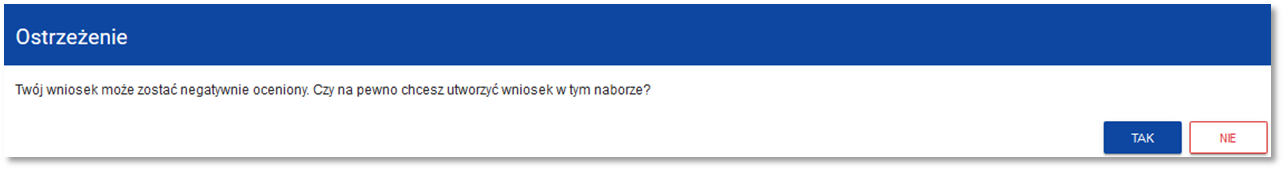 Ostrzeżenie
Twój wniosek może zostać negatywnie oceniony. Czy na pewno chcesz utworzyć wniosek w tym naborze?
TAK NIE